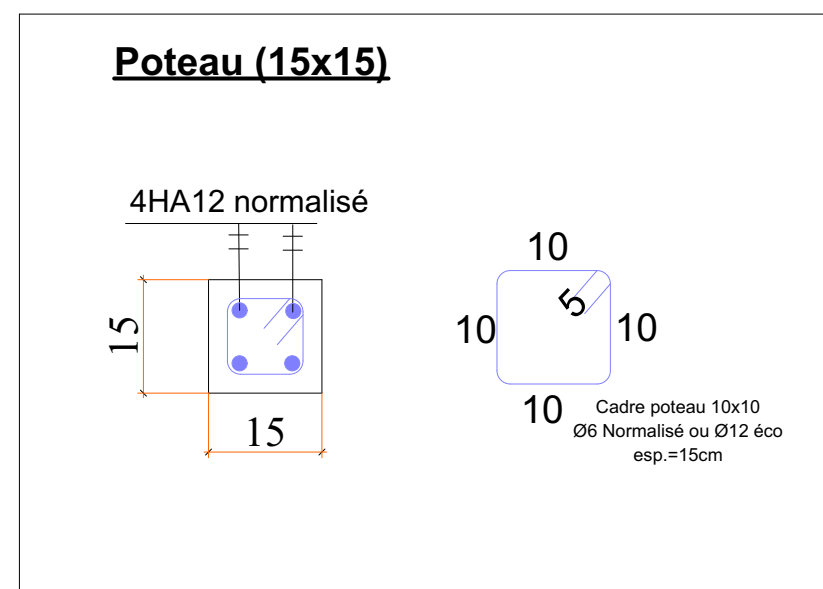 Poteau (15x15)
4HA12 normalisé
15
15
10
10
5
10
10
Cadre poteau 10x10
Ø6 Normalisé ou Ø12 éco
esp.=15cm